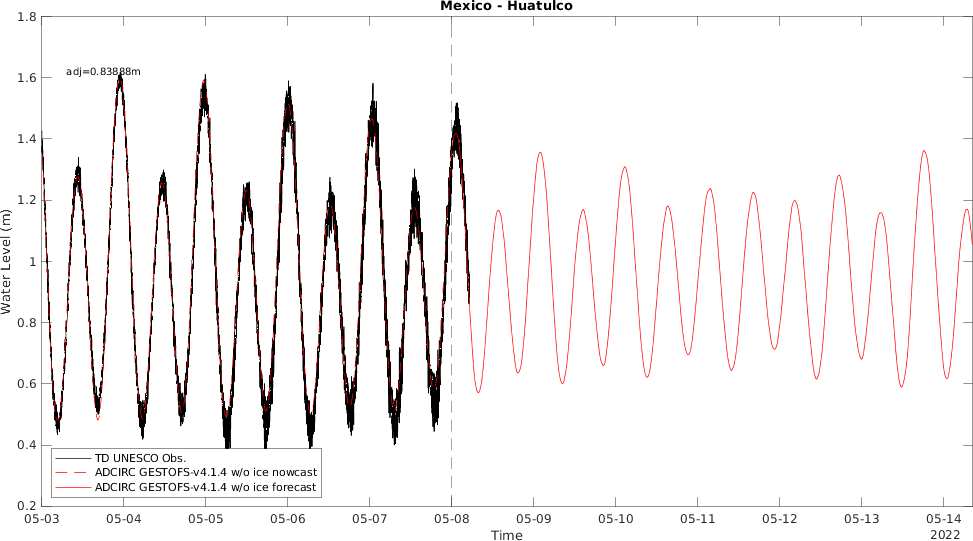 Mexico - Huatulco
1.8
1.6
1.4
1.2
1
0.8
0.6
0.4
0.2
Water Level (m)
adj=0.83888m
TD UNESCO Obs.
ADCIRC GESTOFS-v4.1.4 w/o ice nowcast
ADCIRC GESTOFS-v4.1.4 w/o ice forecast
05-03 05-04 05-05 05-06 05-07 05-08 05-09 05-10 05-11 05-12 05-13 05-14
Time
2022